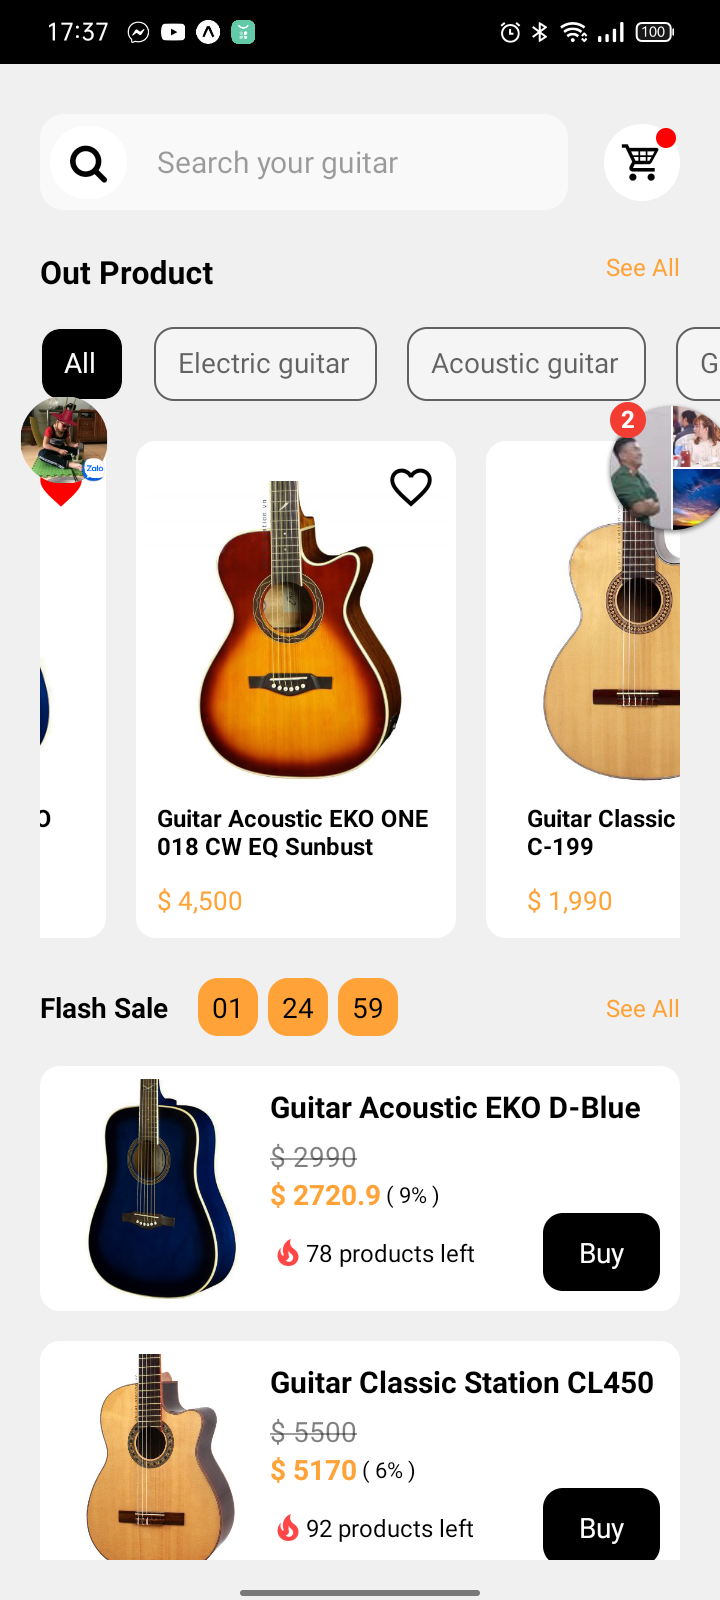 17:37
100
Search your guitar
Out Product
See All
All
Electric guitar
Acoustic guitar
G
Zalo
2
O
Guitar Acoustic EKO ONE
018 CW EQ Sunbust
$ 4,500
Guitar Classic
C-199
$ 1,990
Flash Sale
01
24
59
See All
Guitar Acoustic EKO D-Blue
$ 2990
$ 2720.9 ( 9% )
78 products left
Buy
Guitar Classic Station CL450
$ 5500
$ 5170 ( 6% )
92 products left
Buy